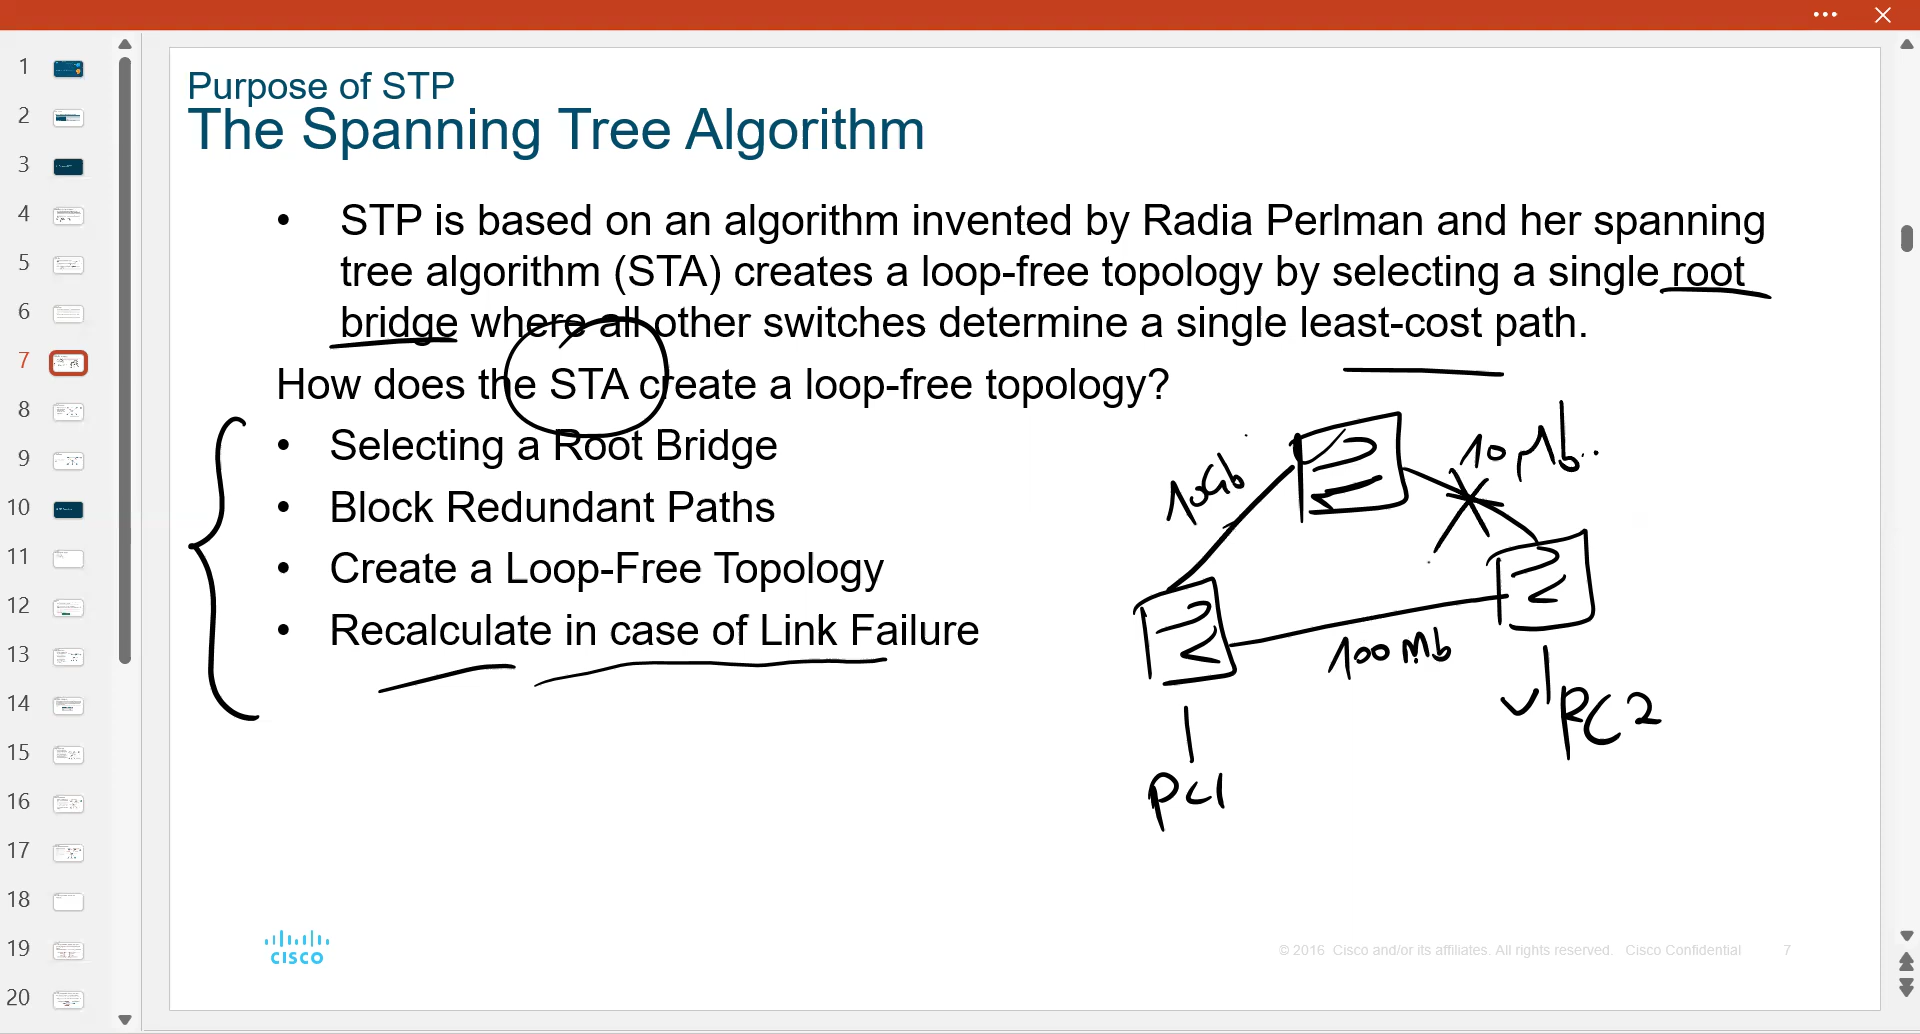 1
2
3
4
5
6
7
8
9
10
11
12
13
14
15
16
17
18
19
20
Purpose of STP
The Spanning Tree Algorithm
• STP is based on an algorithm invented by Radia Perlman and her spanning
tree algorithm (STA) creates a loop-free topology by selecting a single root
bridge where all other switches determine a single least-cost path.
How does the STA create a loop-free topology?
• Selecting a Root Bridge
• Block Redundant Paths
• Create a Loop-Free Topology
• Recalculate in case of Link Failure
10Gb
10 Mb
100 Mb
PC1
PC2
CISCO
© 2016 Cisco and/or its affiliates. All rights reserved. Cisco Confidential 7